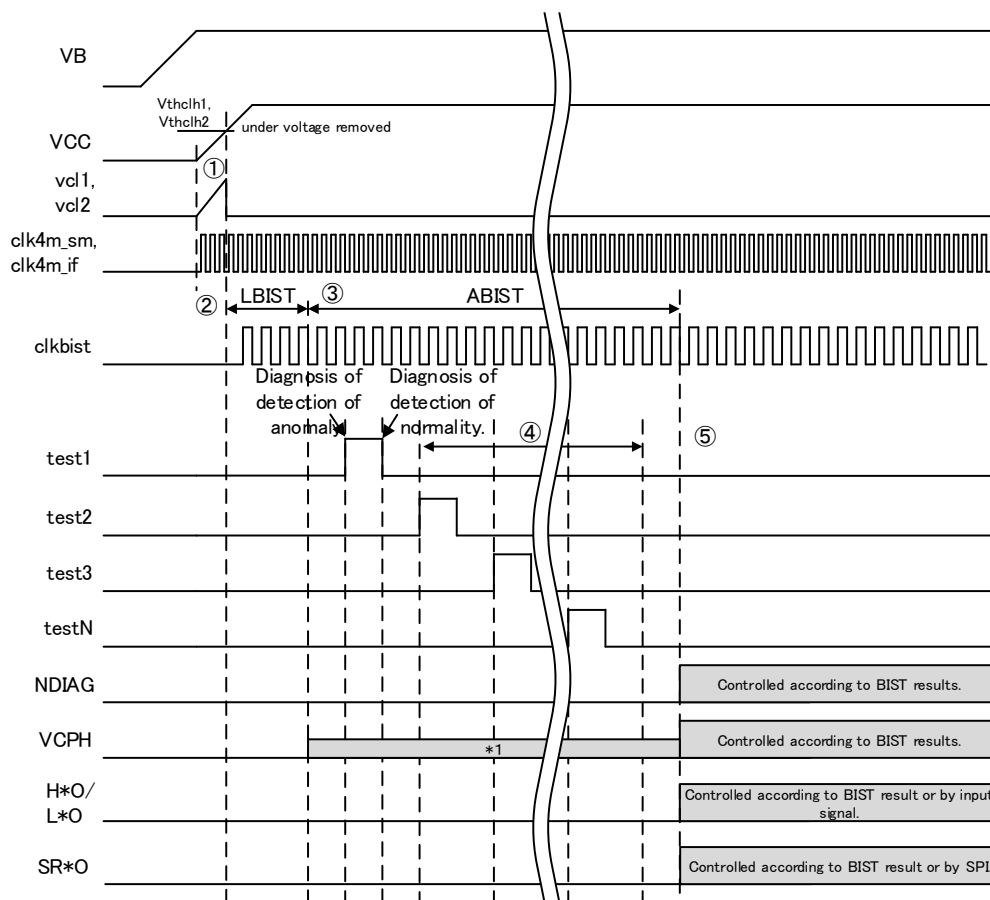 VB
Vthclh1,
Vthclh2
under voltage removed
VCC
①
vcl1,
vcl2
clk4m_sm,
clk4m_if
② LBIST ③ ABIST
clkbist
Diagnosis of
detection of
anomaly.
Diagnosis of
detection of
normality.
④
⑤
test1
test2
test3
testN
NDIAG
Controlled according to BIST results.
VCPH
*1
Controlled according to BIST results.
H*O/
L*O
Controlled according to BIST result or by input
signal.
SR*O
Controlled according to BIST result or by SPI.